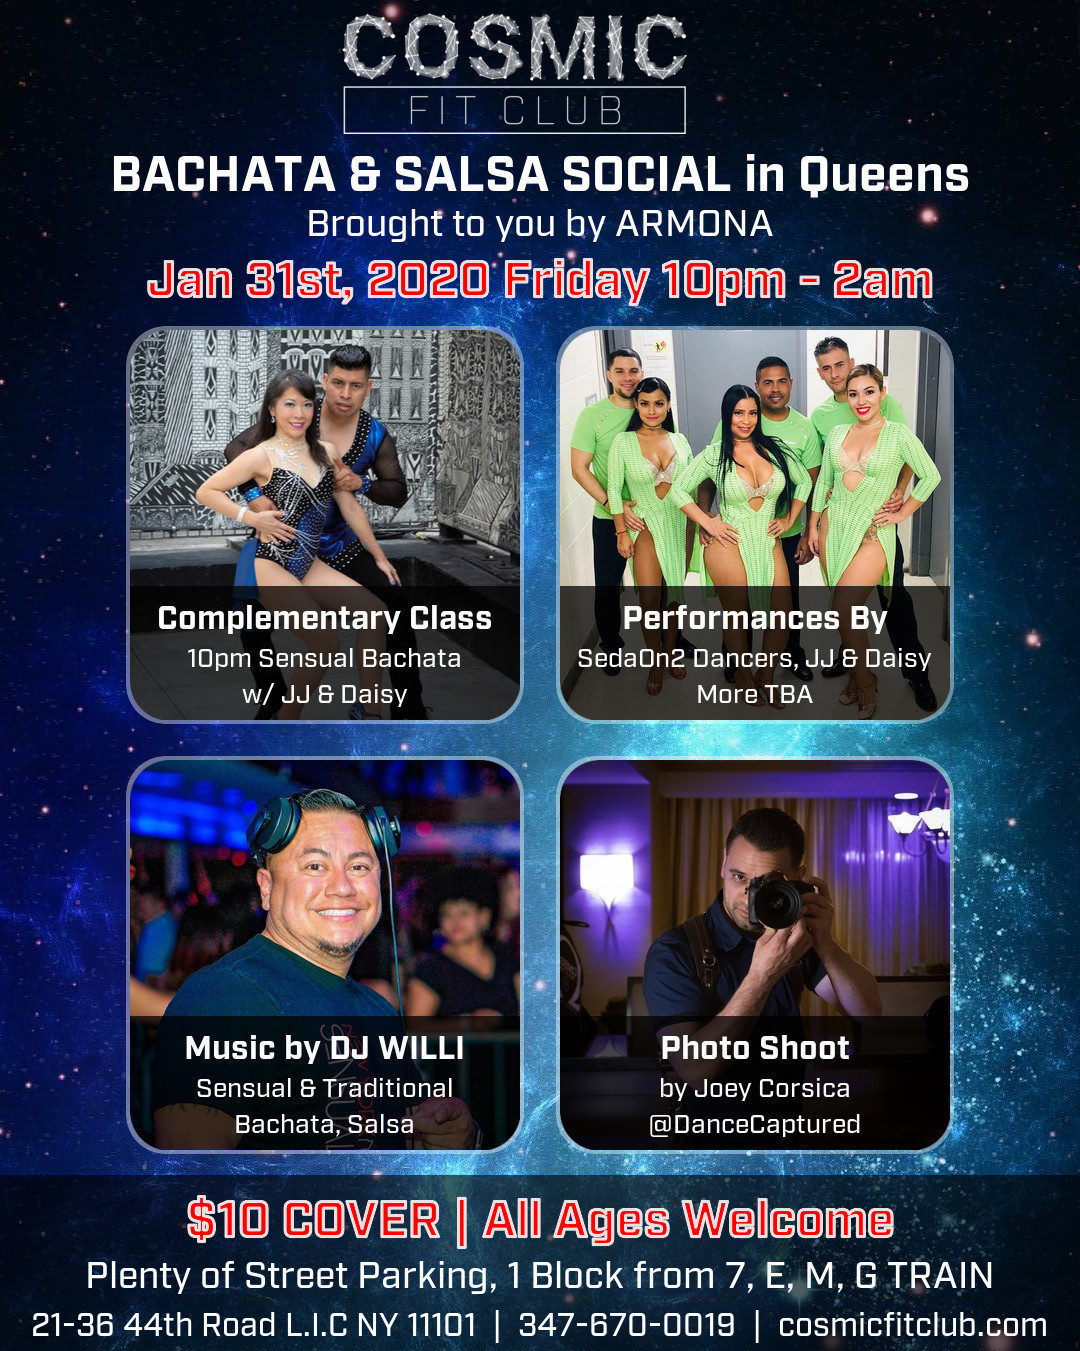 COSMIC
FIT CLUB
BACHATA & SALSA SOCIAL in Queens
Brought to you by ARMONA
Jan 31st, 2020 Friday 10pm - 2am
Complementary Class
10pm Sensual Bachata
w/ JJ & Daisy
Performances By
SedaOn2 Dancers, JJ & Daisy
More TBA
Music by DJ WILLI
Sensual & Traditional
Bachata, Salsa
Photo Shoot
by Joey Corsica
@DanceCaptured
$10 COVER | All Ages Welcome
Plenty of Street Parking, 1 Block from 7, E, M, G TRAIN
21-36 44th Road L.I.C NY 11101 | 347-670-0019 | cosmicfitclub.com